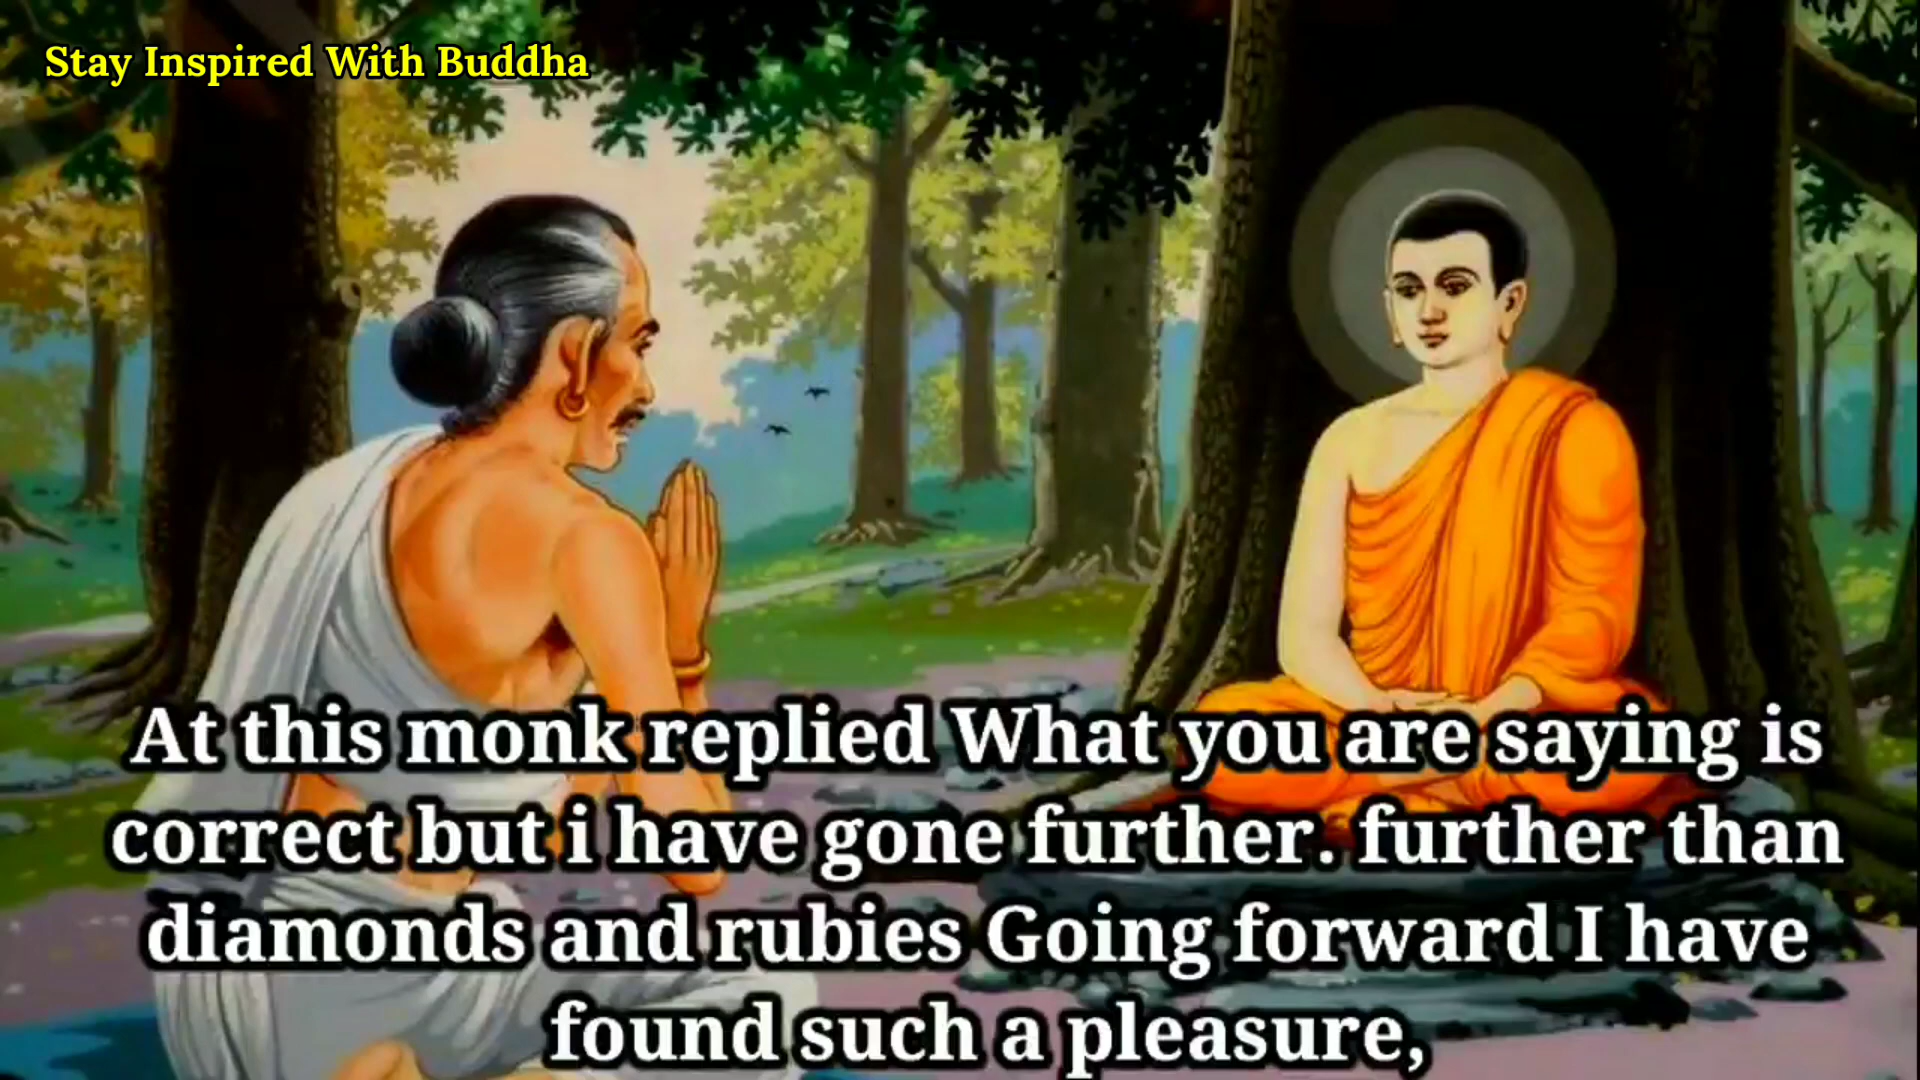 Stay Inspired With Buddha
At this monk replied What you are saying is
correct but i have gone further. further than
diamonds and rubies Going forward I have
found such a pleasure,